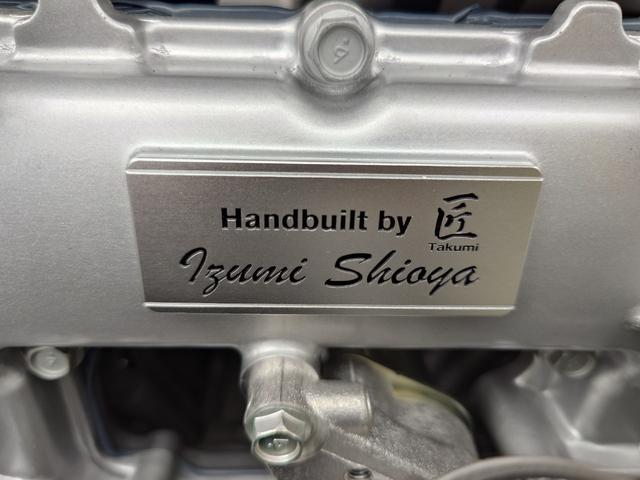 Handbuilt by 匠
Takumi
Izumi Shioya